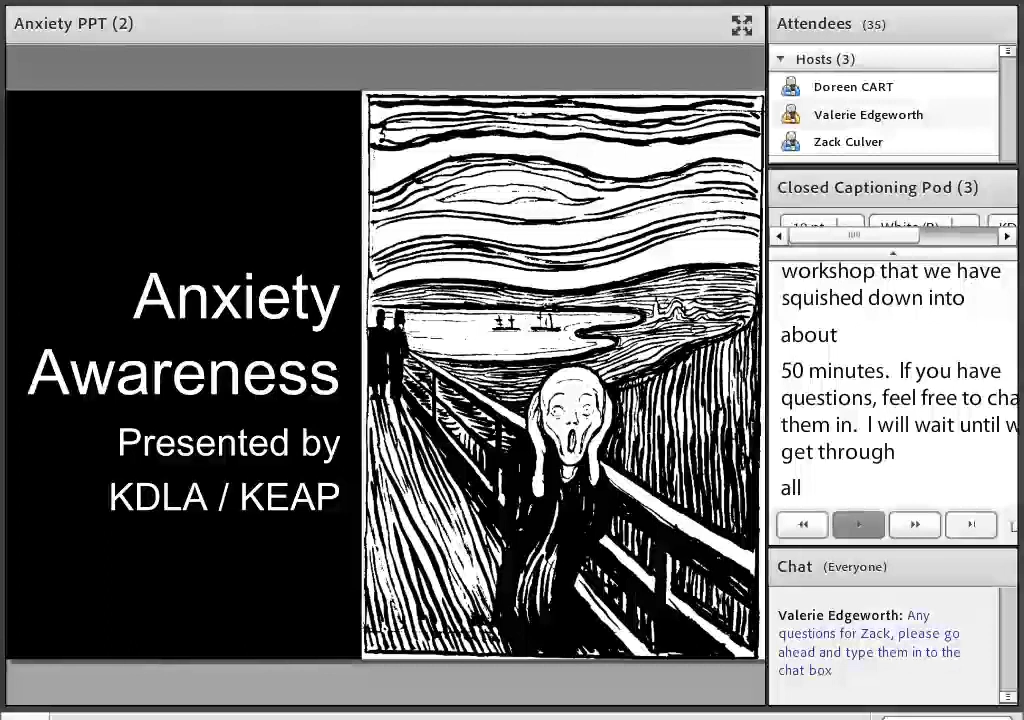 Anxiety PPT (2)
Anxiety
Awareness
Presented by
KDLA / KEAP
Attendees (35)
Hosts (3)
Doreen CART
Valerie Edgeworth
Zack Culver
Closed Captioning Pod (3)
workshop that we have
squished down into
about
50 minutes. If you have
questions, feel free to cha
them in. I will wait until w
get through
all
Chat (Everyone)
Valerie Edgeworth: Any
questions for Zack, please go
ahead and type them in to the
chat box